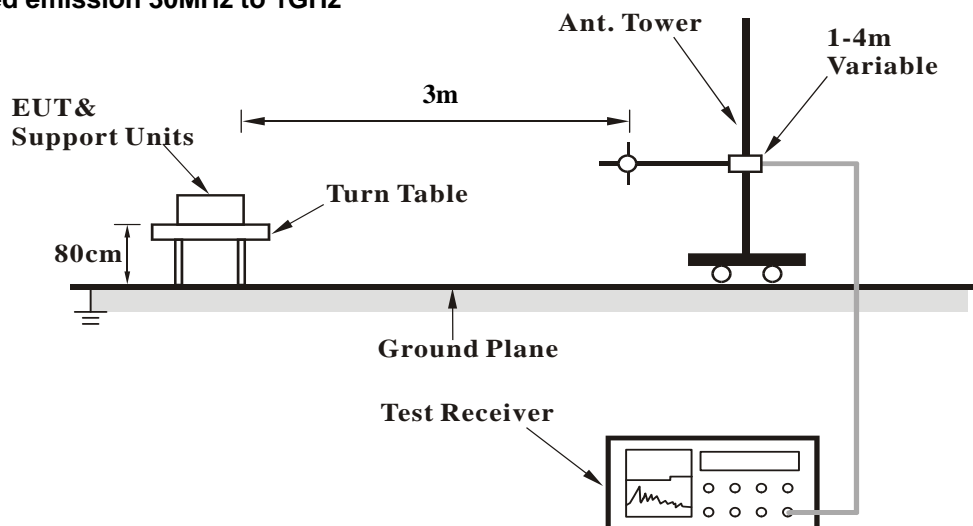 ed emission 30MHz to 1GHz
Ant. Tower
1-4m
Variable
3m
EUT&
Support Units
Turn Table
80cm
Ground Plane
Test Receiver